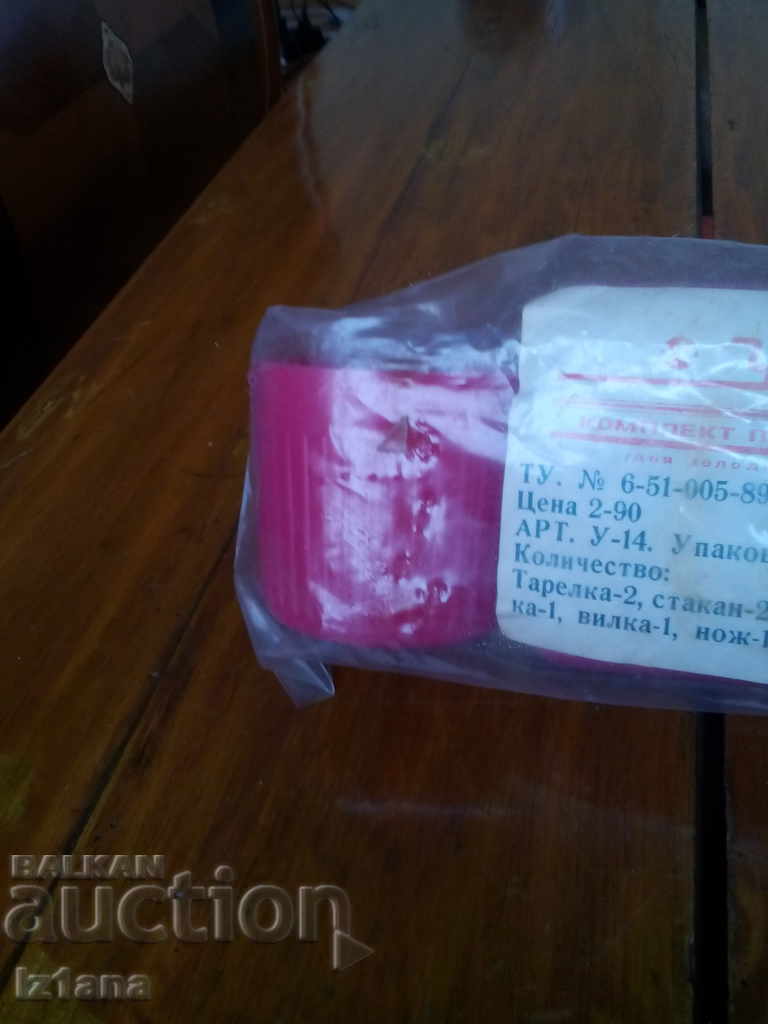 КОМПЛЕКТ П
ТУ. № 6-51-005-89
Цена 2-90
АРТ. У-14. Упаков
Количество:
Тарелка-2, стакан-2
ка-1, вилка-1, нож-1
BALKAN
auction
Iz1ana